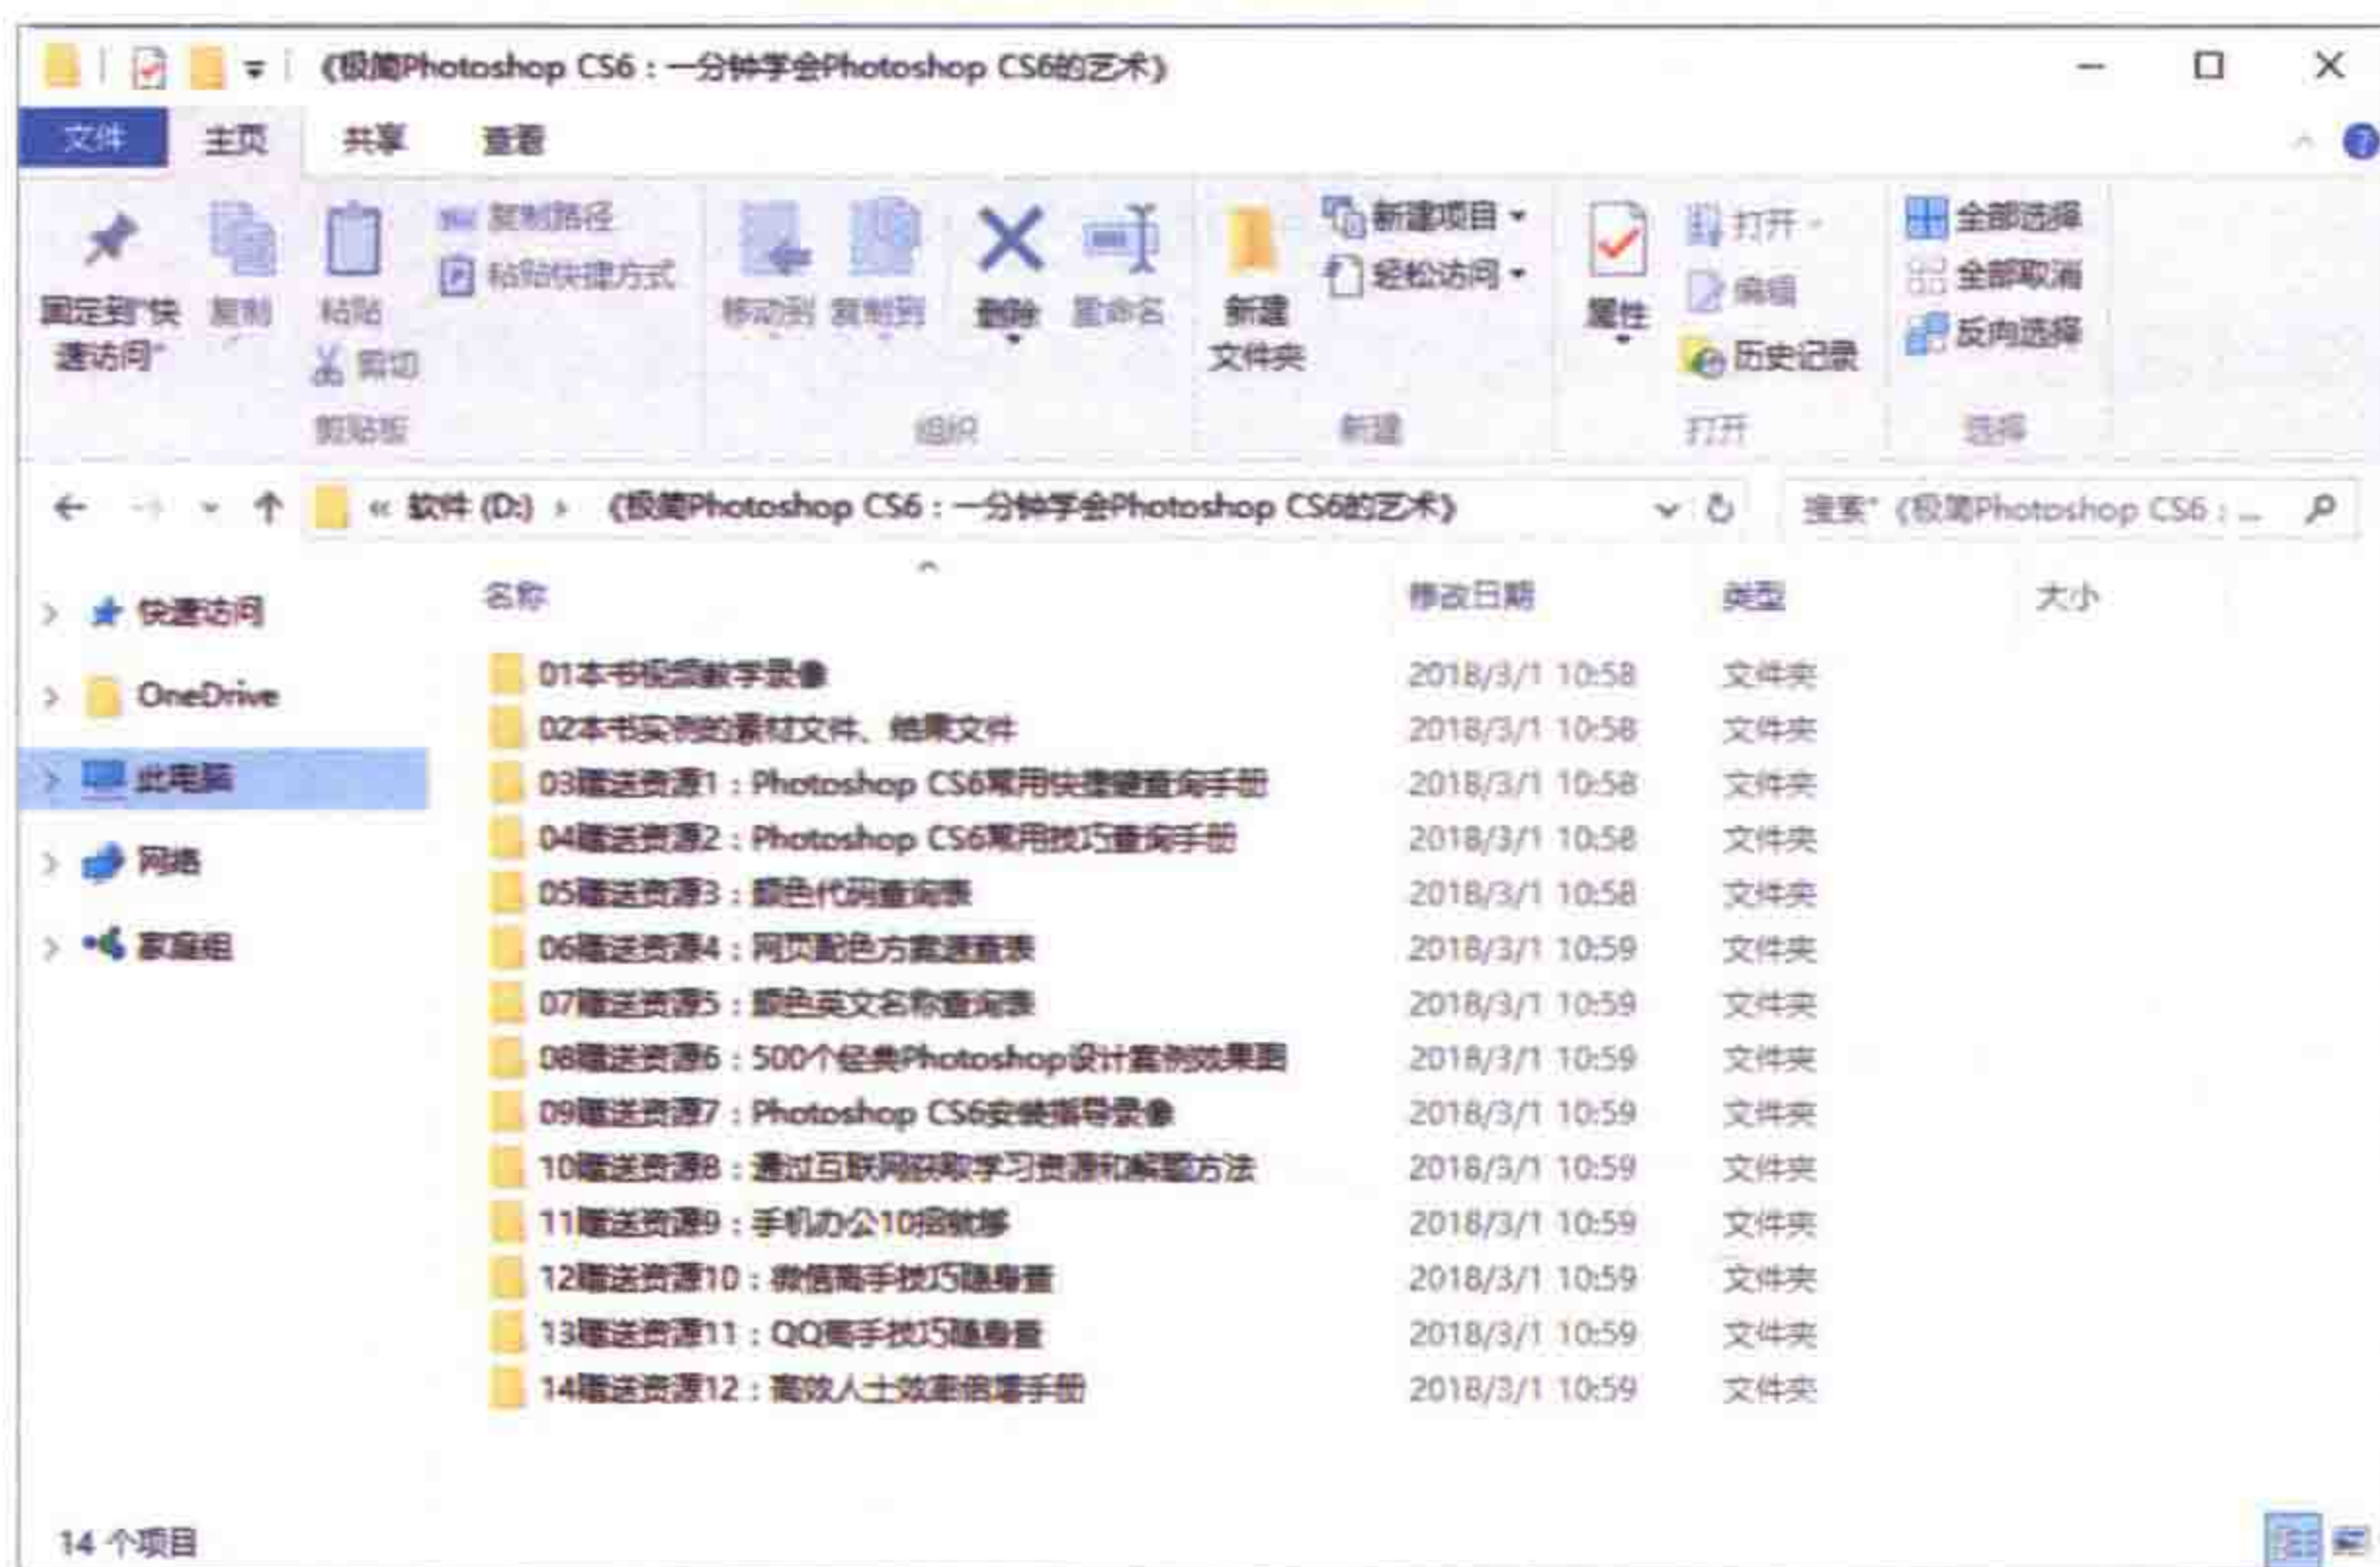 《极简Photoshop CS6：一分钟学会Photoshop CS6的艺术》
文件 主页 共享 查看
固定到"快速访问" 复制 粘贴 复制路径 粘贴快捷方式 剪切 移动到 复制到 删除 重命名 新建文件夹 新建项目 轻松访问 属性 打开 编辑 历史记录 全部选择 全部取消 反向选择
剪贴板 组织 新建 打开 选择
« 软件 (D:) › 《极简Photoshop CS6：一分钟学会Photoshop CS6的艺术》 搜索"《极简Photoshop CS6：...
快速访问
OneDrive
此电脑
网络
家庭组
名称 修改日期 类型 大小
01本书视频教学录像 2018/3/1 10:58 文件夹
02本书实例的素材文件、结果文件 2018/3/1 10:58 文件夹
03赠送资源1：Photoshop CS6常用快捷键查询手册 2018/3/1 10:58 文件夹
04赠送资源2：Photoshop CS6常用技巧查询手册 2018/3/1 10:58 文件夹
05赠送资源3：颜色代码查询表 2018/3/1 10:58 文件夹
06赠送资源4：网页配色方案速查表 2018/3/1 10:59 文件夹
07赠送资源5：颜色英文名称查询表 2018/3/1 10:59 文件夹
08赠送资源6：500个经典Photoshop设计案例效果图 2018/3/1 10:59 文件夹
09赠送资源7：Photoshop CS6安装指导录像 2018/3/1 10:59 文件夹
10赠送资源8：通过互联网获取学习资源和解题方法 2018/3/1 10:59 文件夹
11赠送资源9：手机办公10招就够 2018/3/1 10:59 文件夹
12赠送资源10：微信高手技巧随身查 2018/3/1 10:59 文件夹
13赠送资源11：QQ高手技巧随身查 2018/3/1 10:59 文件夹
14赠送资源12：高效人士效率倍增手册 2018/3/1 10:59 文件夹
14 个项目